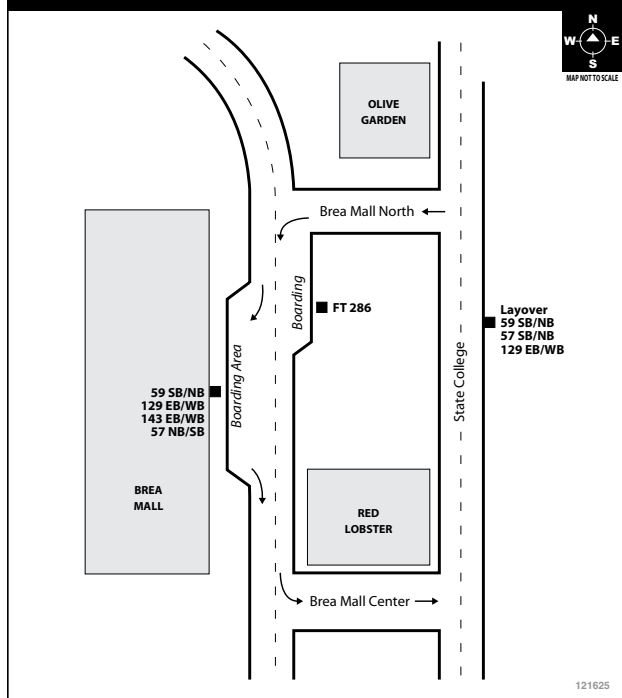 N
W E
S
MAP NOT TO SCALE
OLIVE
GARDEN
Brea Mall North
Boarding
FT 286
Layover
59 SB/NB
57 SB/NB
129 EB/WB
State College
59 SB/NB
129 EB/WB
143 EB/WB
57 NB/SB
Boarding Area
BREA
MALL
RED
LOBSTER
Brea Mall Center
121625